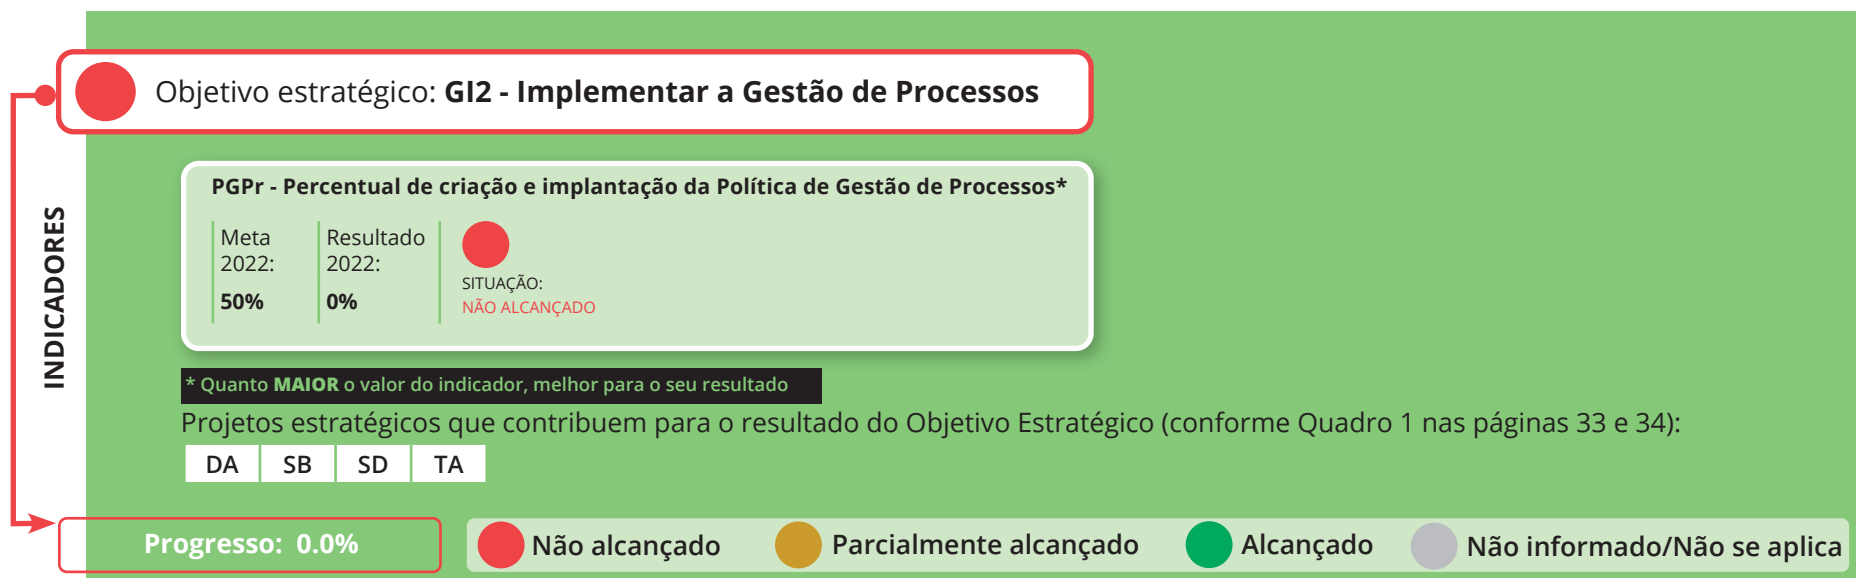 Objetivo estratégico: GI2 - Implementar a Gestão de Processos
INDICADORES
PGPr - Percentual de criação e implantação da Política de Gestão de Processos*
Meta
2022:
50%
Resultado
2022:
0%
SITUAÇÃO:
NÃO ALCANÇADO
* Quanto MAIOR o valor do indicador, melhor para o seu resultado
Projetos estratégicos que contribuem para o resultado do Objetivo Estratégico (conforme Quadro 1 nas páginas 33 e 34):
DA SB SD TA
Progresso: 0.0%
Não alcançado Parcialmente alcançado Alcançado Não informado/Não se aplica